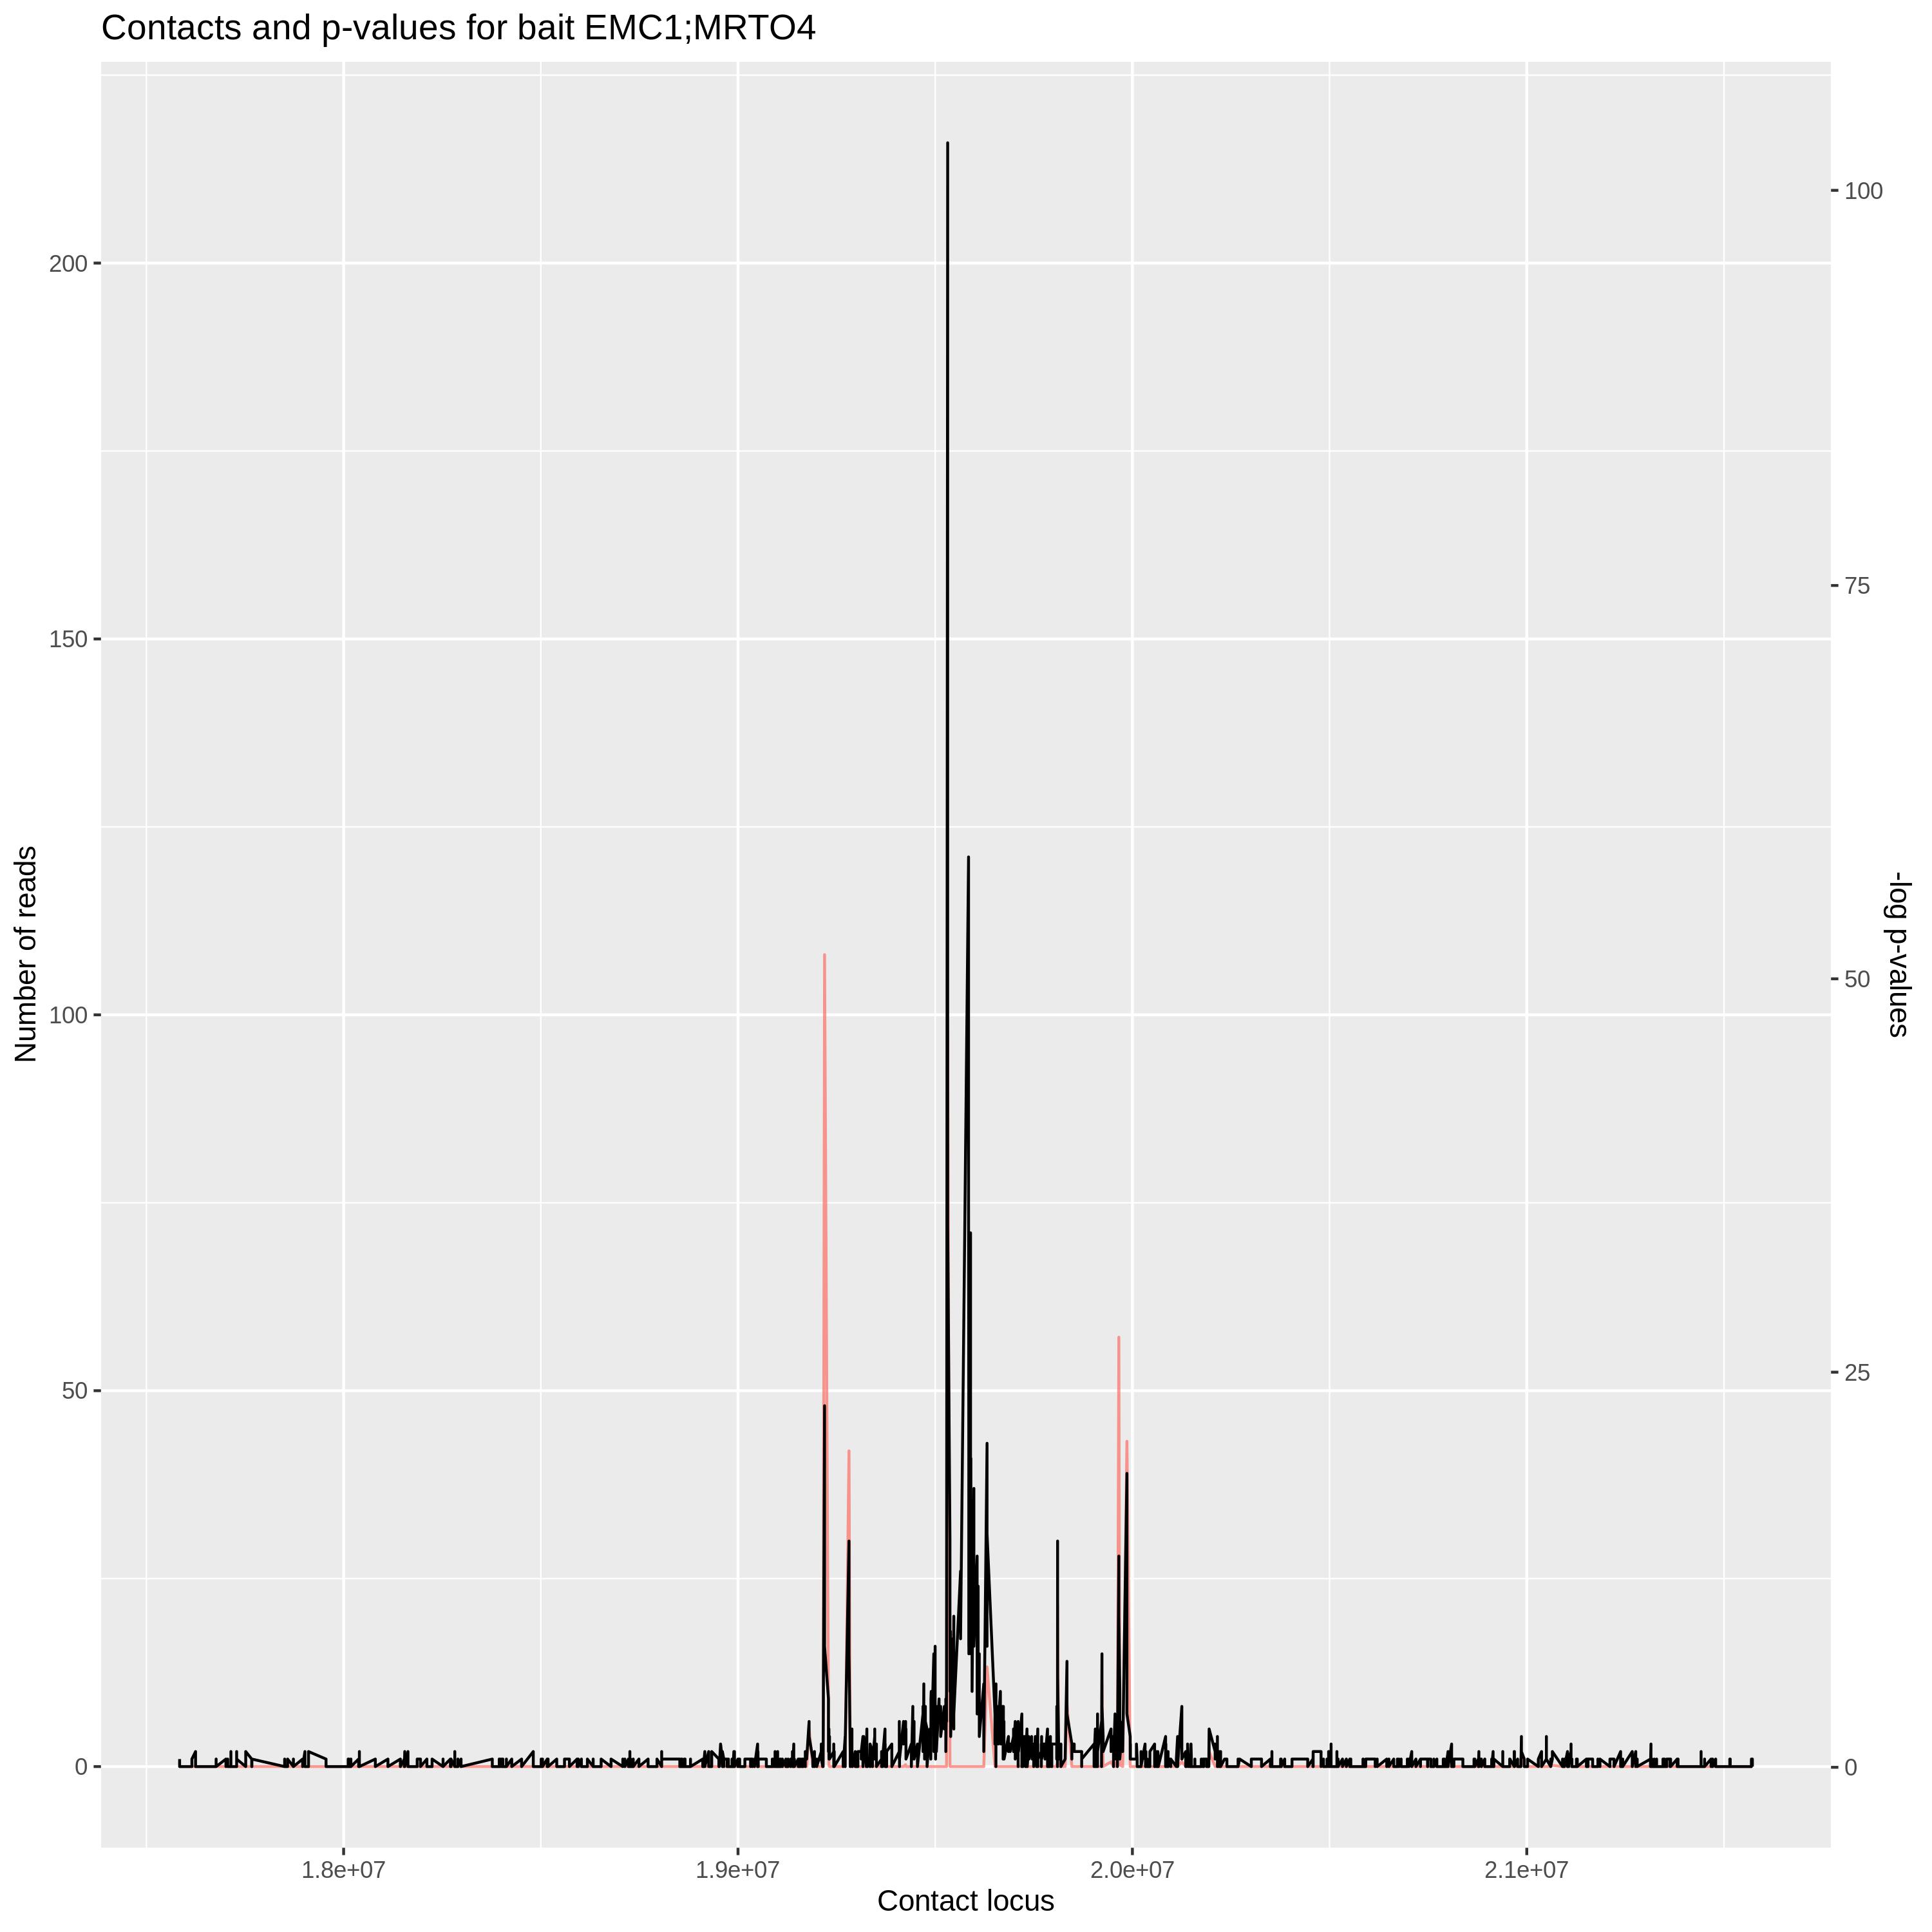 Contacts and p-values for bait EMC1;MRTO4
200
150
100
50
0
Number of reads
100
75
50
25
0
-log p-values
1.8e+07
1.9e+07
2.0e+07
2.1e+07
Contact locus